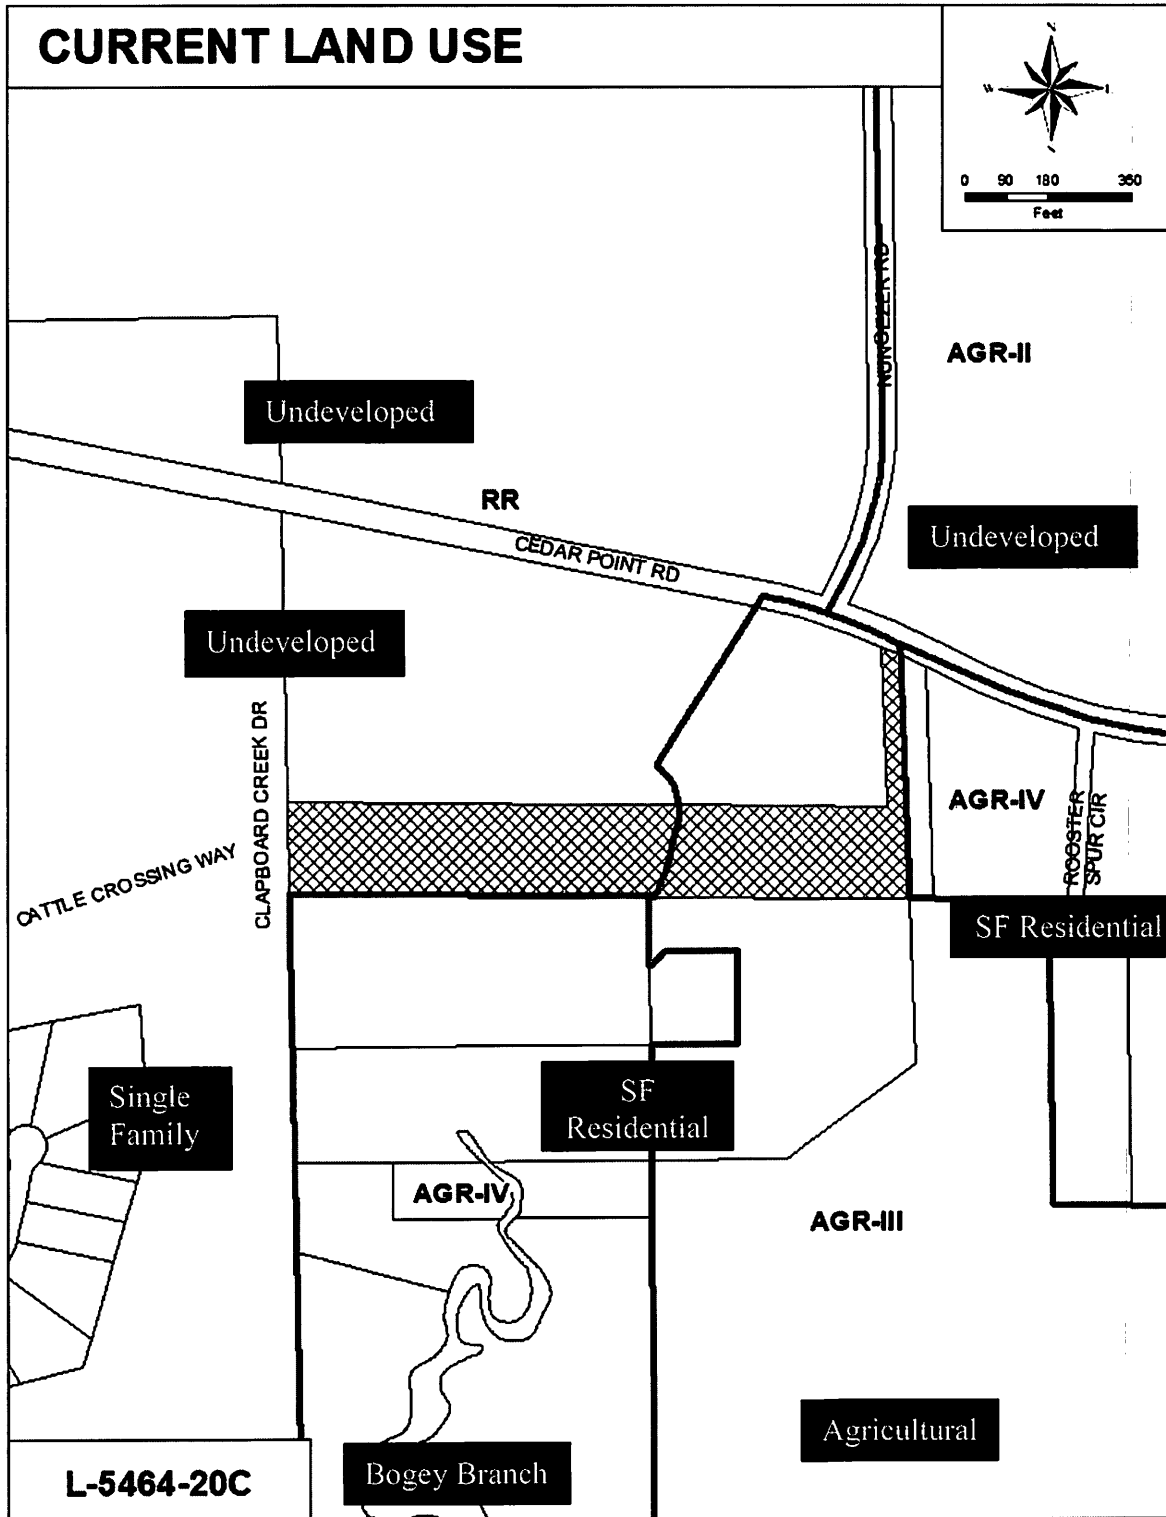 CURRENT LAND USE
N
W
0 90 180 360
Feet
NUNGEZER RD
AGR-II
Undeveloped
RR
Undeveloped
CEDAR POINT RD
Undeveloped
CLAPBOARD CREEK DR
AGR-IV
ROOSTER
SPUR CIR
CATTLE CROSSING WAY
SF Residential
Single
Family
SF
Residential
AGR-IV
AGR-III
Agricultural
Bogey Branch
L-5464-20C